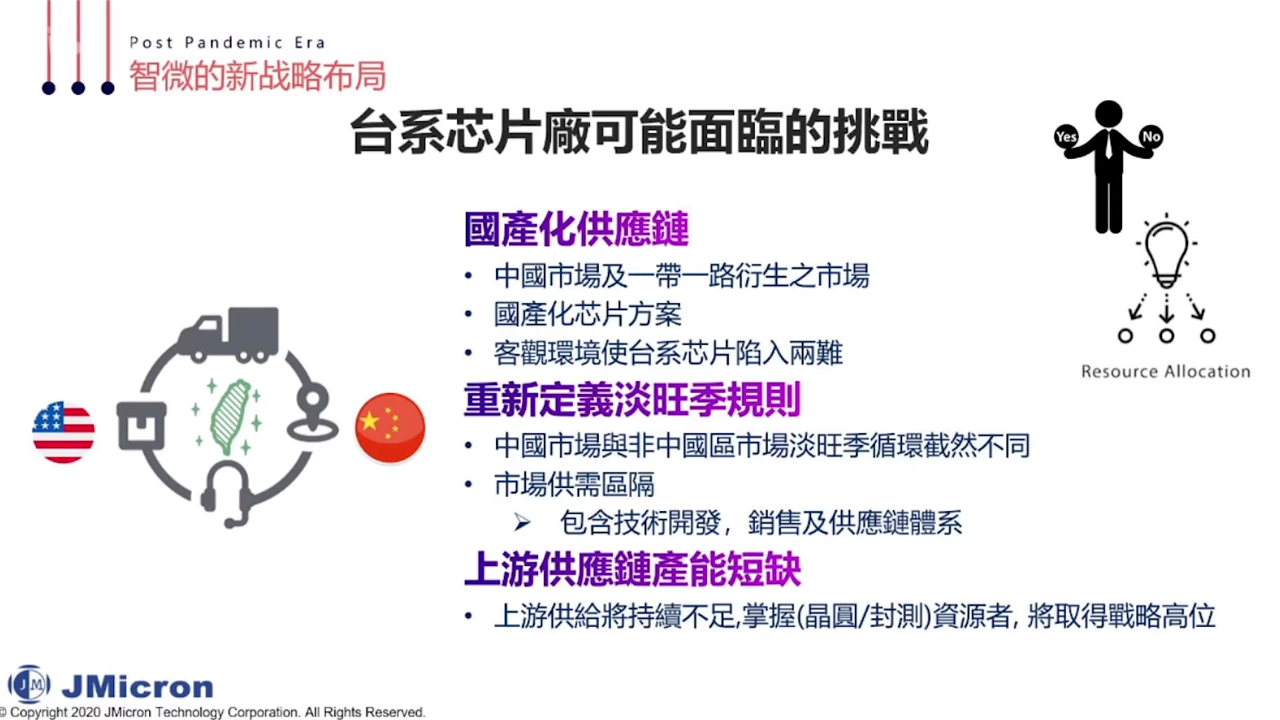 Post Pandemic Era
智微的新战略布局
台系芯片廠可能面臨的挑戰
Yes
No
國產化供應鏈
• 中國市場及一帶一路衍生之市場
• 國產化芯片方案
• 客觀環境使台系芯片陷入兩難
Resource Allocation
重新定義淡旺季規則
• 中國市場與非中國區市場淡旺季循環截然不同
• 市場供需區隔
➢ 包含技術開發，銷售及供應鏈體系
上游供應鏈產能短缺
• 上游供給將持續不足,掌握(晶圓/封測)資源者, 將取得戰略高位
JM
JMicron
© Copyright 2020 JMicron Technology Corporation. All Rights Reserved.